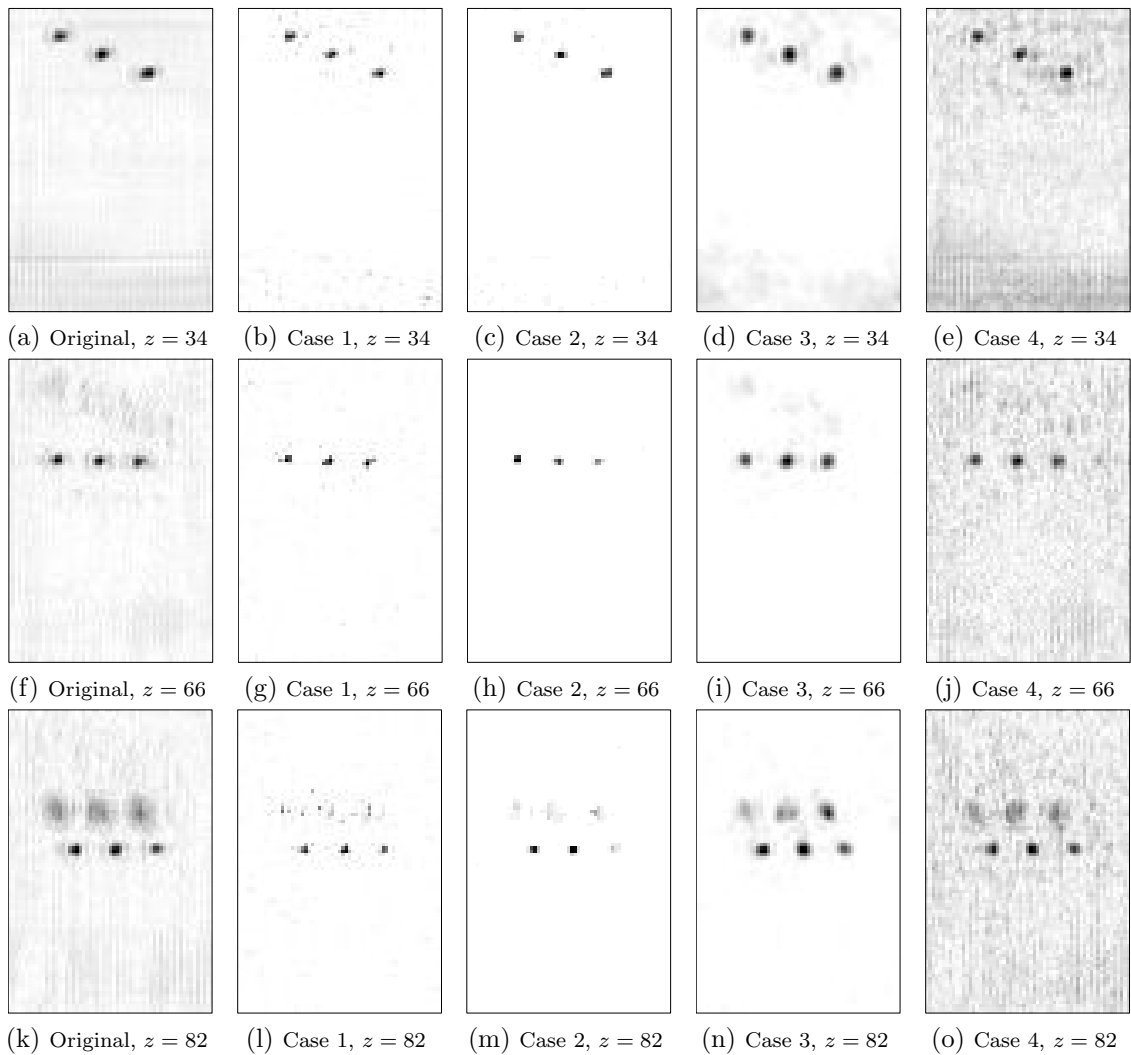 (a) Original, z = 34
(b) Case 1, z = 34
(c) Case 2, z = 34
(d) Case 3, z = 34
(e) Case 4, z = 34
(f) Original, z = 66
(g) Case 1, z = 66
(h) Case 2, z = 66
(i) Case 3, z = 66
(j) Case 4, z = 66
(k) Original, z = 82
(l) Case 1, z = 82
(m) Case 2, z = 82
(n) Case 3, z = 82
(o) Case 4, z = 82